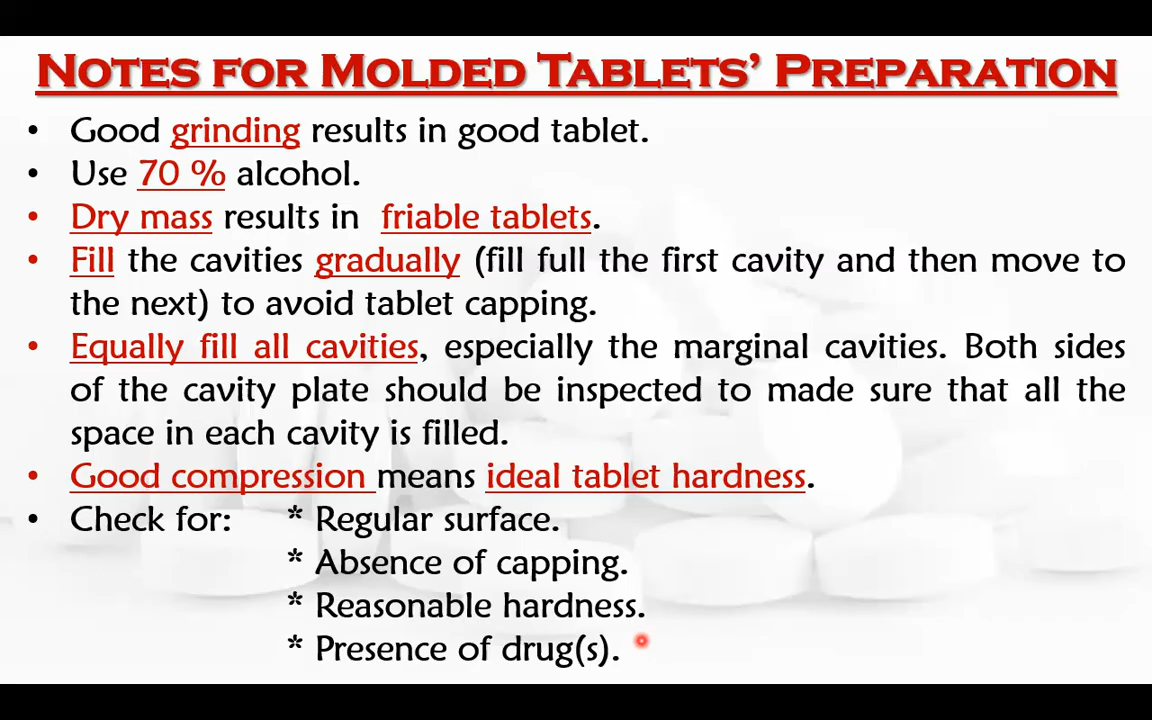 NOTES FOR MOLDED TABLETS' PREPARATION
• Good grinding results in good tablet.
• Use 70 % alcohol.
• Dry mass results in friable tablets.
• Fill the cavities gradually (fill full the first cavity and then move to
the next) to avoid tablet capping.
• Equally fill all cavities, especially the marginal cavities. Both sides
of the cavity plate should be inspected to made sure that all the
space in each cavity is filled.
• Good compression means ideal tablet hardness.
• Check for: * Regular surface.
* Absence of capping.
* Reasonable hardness.
* Presence of drug(s).